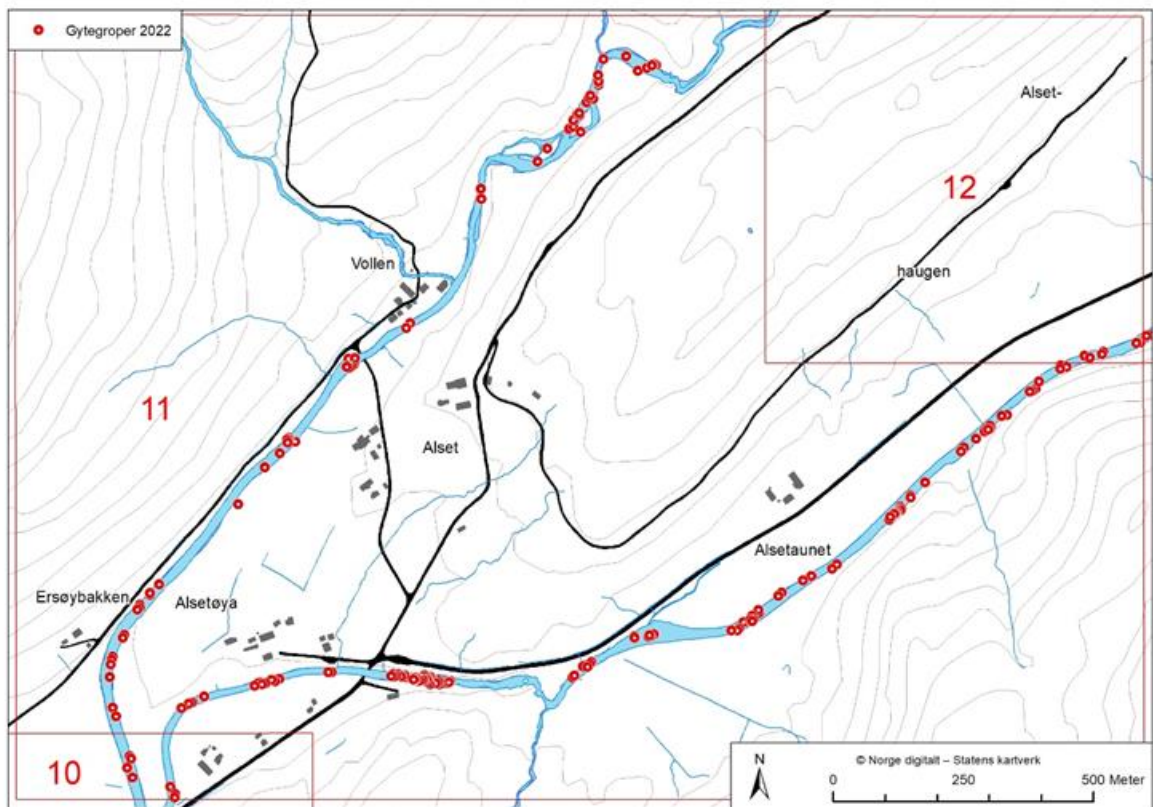 Gytegroper 2022
Alset-
12
haugen
Vollen
11
Alset
Alsetaunet
Ersøybakken
Alsetøya
10
N
© Norge digitalt – Statens kartverk
0 250 500 Meter